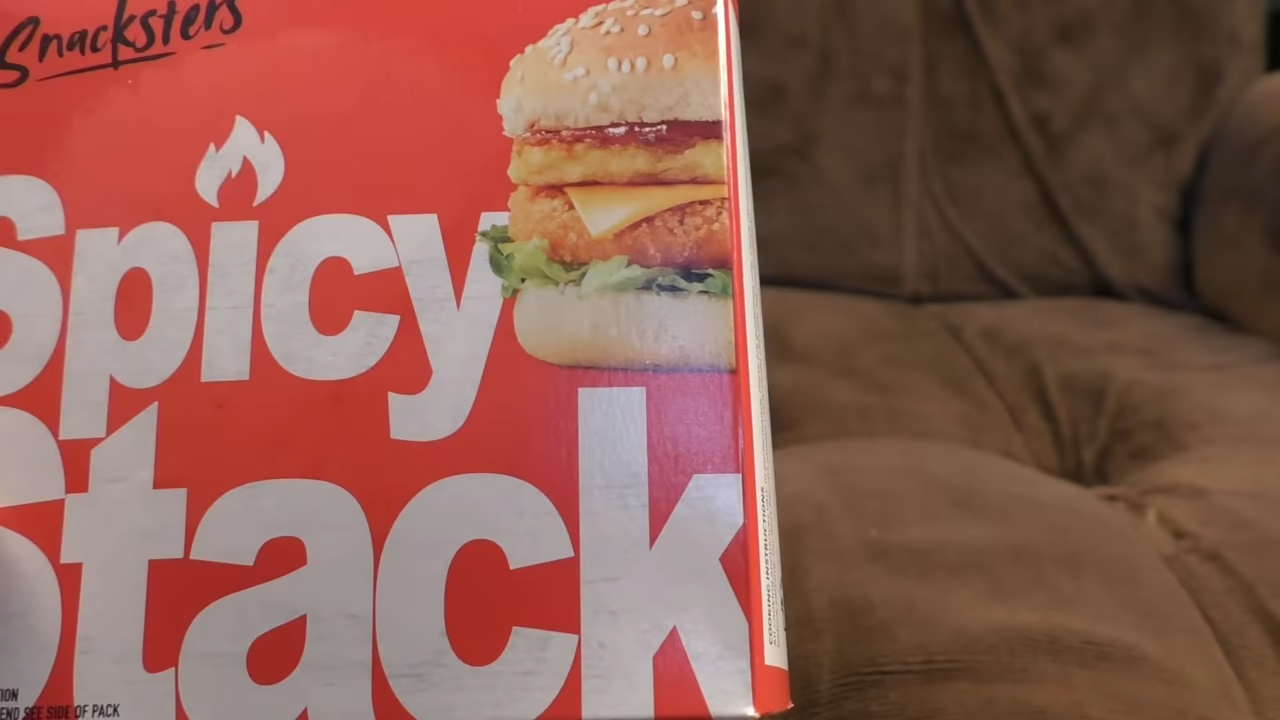 Snacksters
Spicy
Stack
ION
END SEE SIDE OF PACK
COOKING INSTRUCTIONS